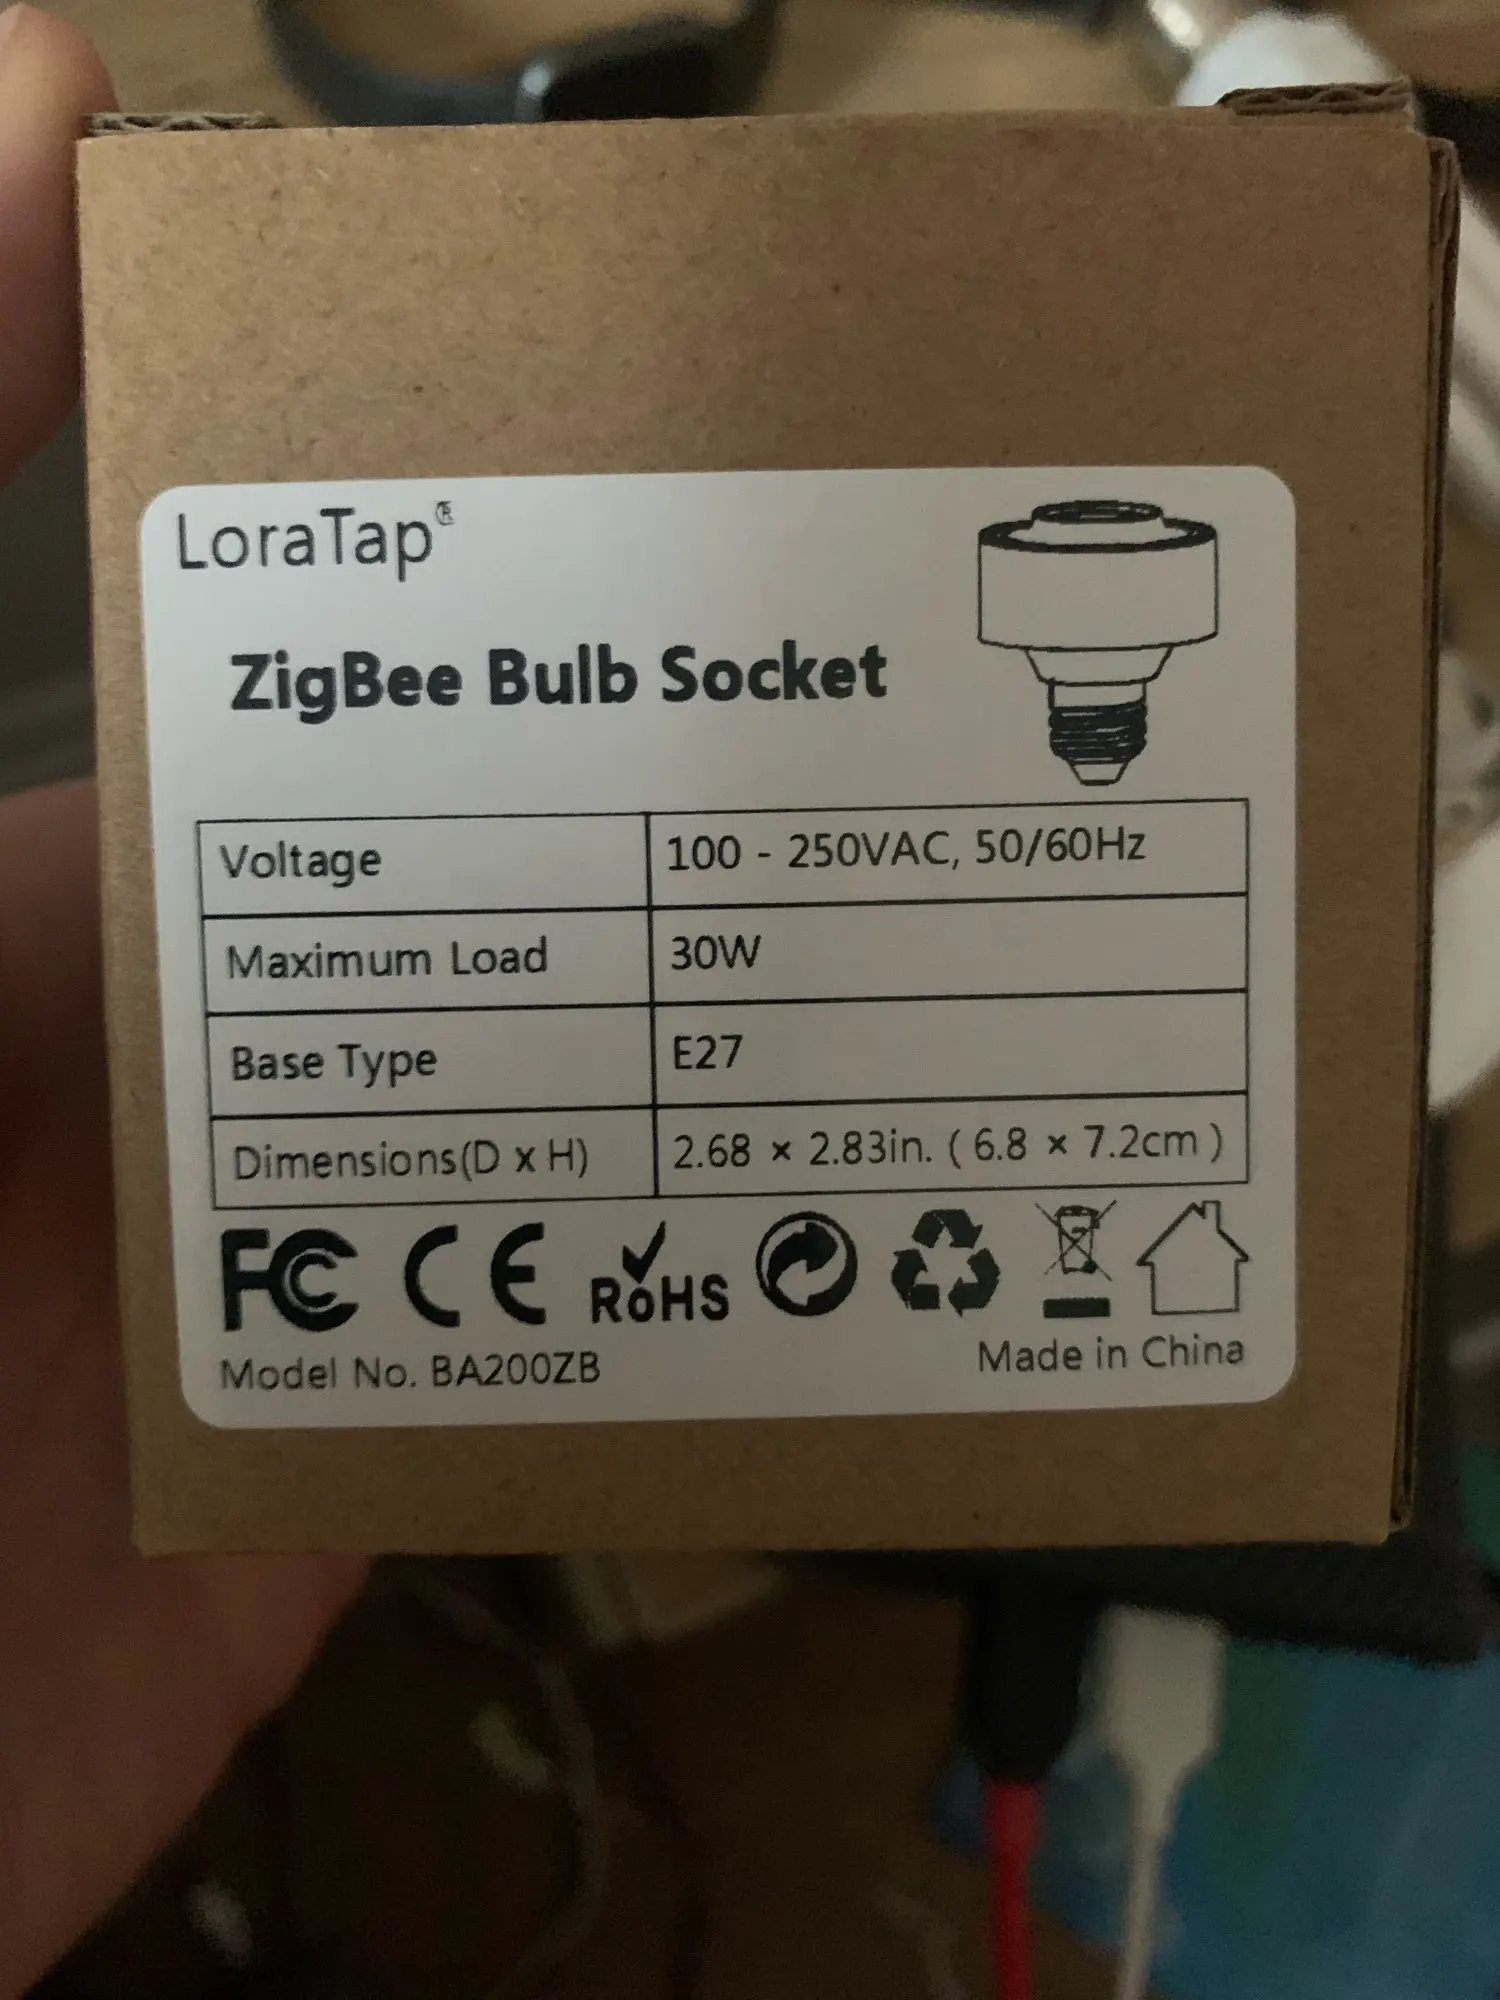 LoraTap®
ZigBee Bulb Socket
Voltage 100 - 250VAC, 50/60Hz
Maximum Load 30W
Base Type E27
Dimensions(D x H) 2.68 × 2.83in. ( 6.8 × 7.2cm )
FC CE RoHS
Model No. BA200ZB Made in China